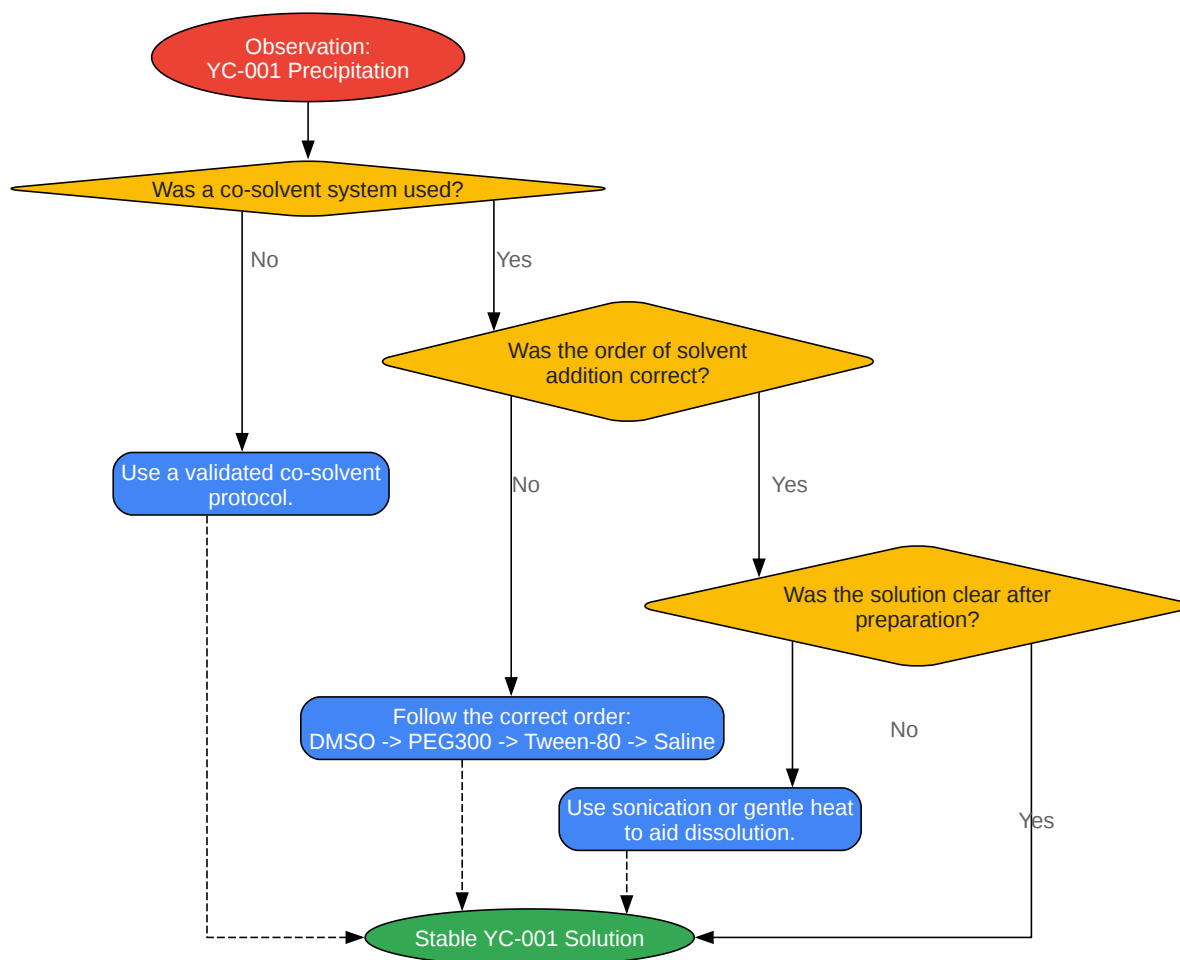 Observation:
YC-001 Precipitation
Was a co-solvent system used?
No
Yes
Was the order of solvent
addition correct?
Use a validated co-solvent
protocol.
No
Yes
Was the solution clear after
preparation?
Follow the correct order:
DMSO -> PEG300 -> Tween-80 -> Saline
No
Use sonication or gentle heat
to aid dissolution.
Yes
Stable YC-001 Solution